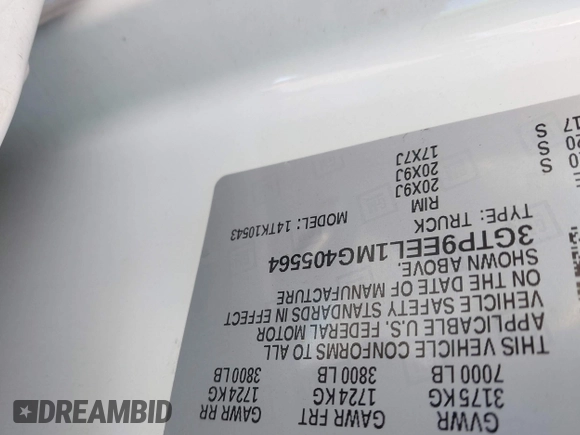 GVWR GAWR FRT GAWR RR
3175 KG 1724 KG 1724 KG
7000 LB 3800 LB 3800 LB
THIS VEHICLE CONFORMS TO ALL
APPLICABLE U.S. FEDERAL MOTOR
VEHICLE SAFETY STANDARDS IN EFFECT
ON THE DATE OF MANUFACTURE
SHOWN ABOVE.
3GTP9EEL1MG405564
TYPE: TRUCK MODEL: 14TK10543
RIM
20X9J
20X9J
17X7J
S
S
17
DREAMBID